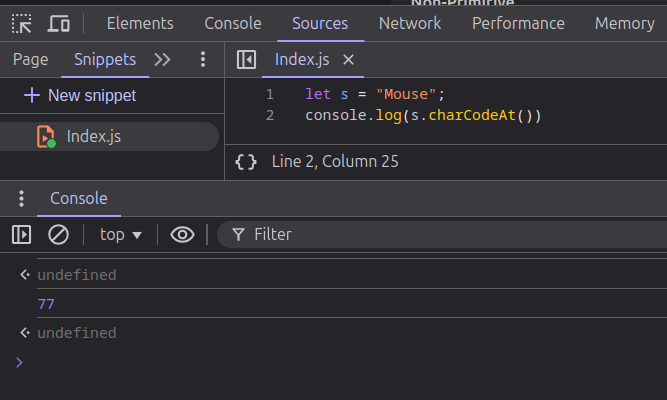 Non-Primitive
Elements Console Sources Network Performance Memory
Page Snippets Index.js
New snippet
Index.js
1 let s = "Mouse";
2 console.log(s.charCodeAt())
{} Line 2, Column 25
Console
top Filter
undefined
77
undefined